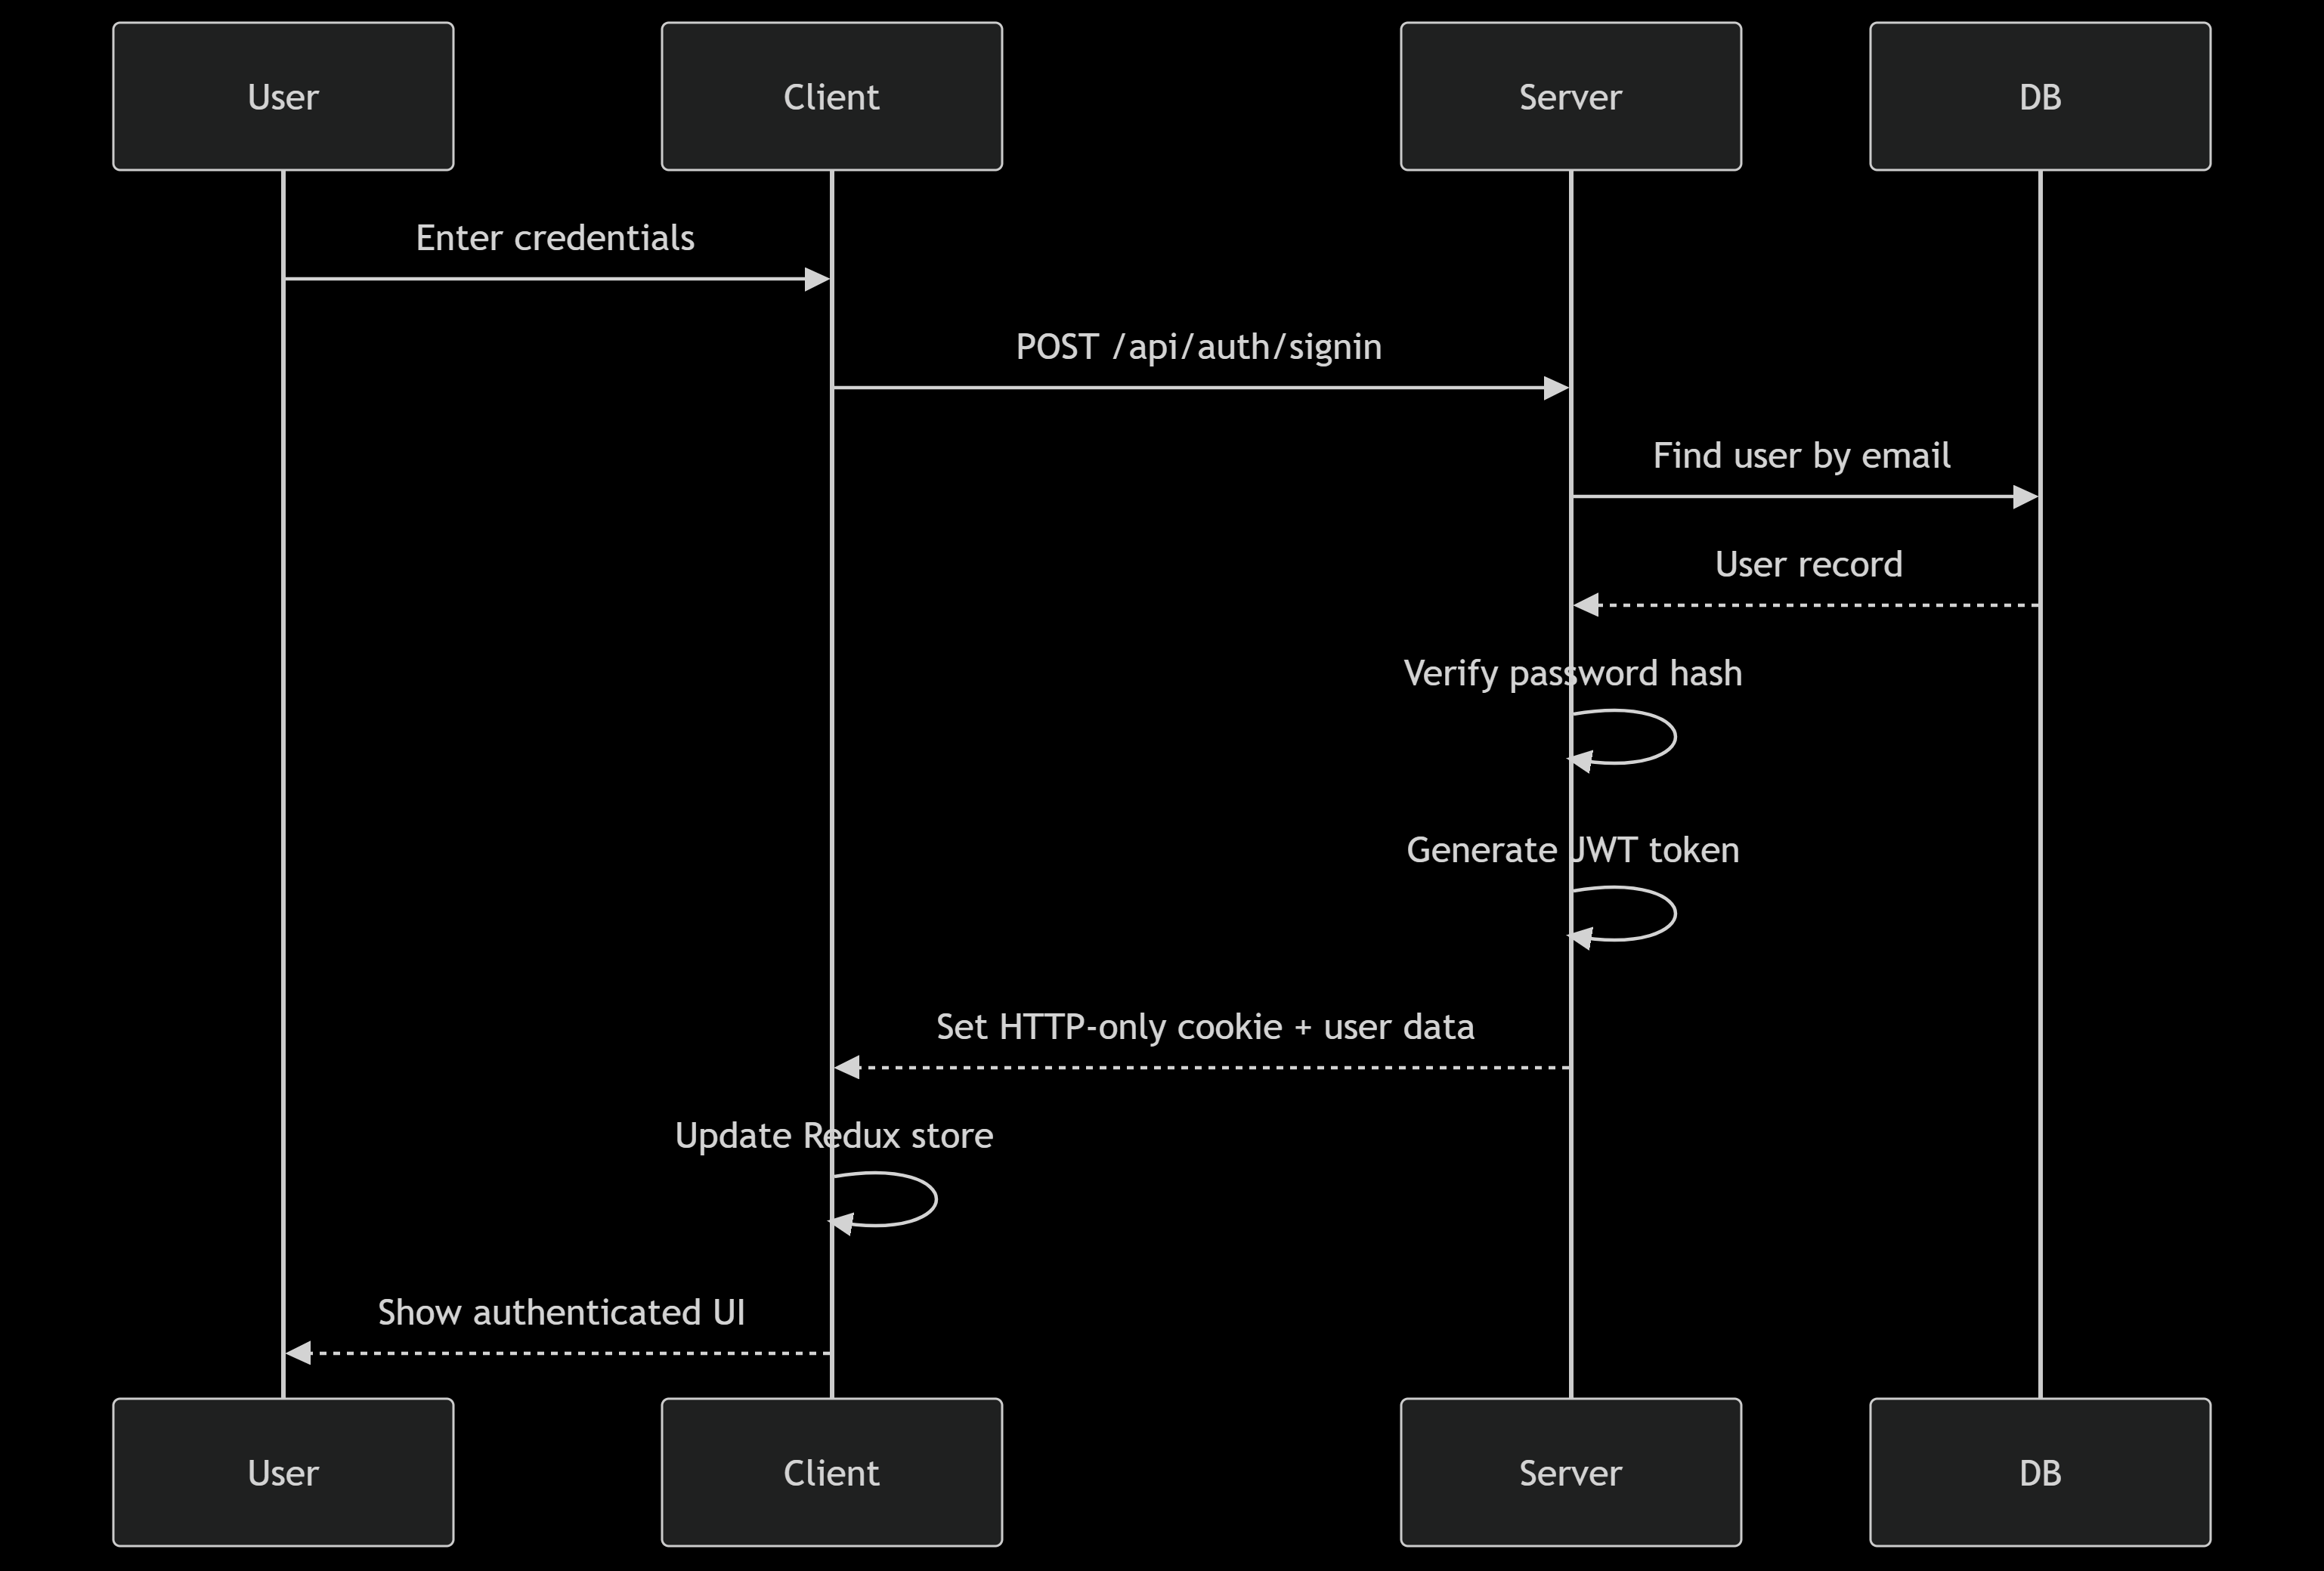 User
Client
Server
DB
Enter credentials
POST /api/auth/signin
Find user by email
User record
Verify password hash
Generate JWT token
Set HTTP-only cookie + user data
Update Redux store
Show authenticated UI
User
Client
Server
DB